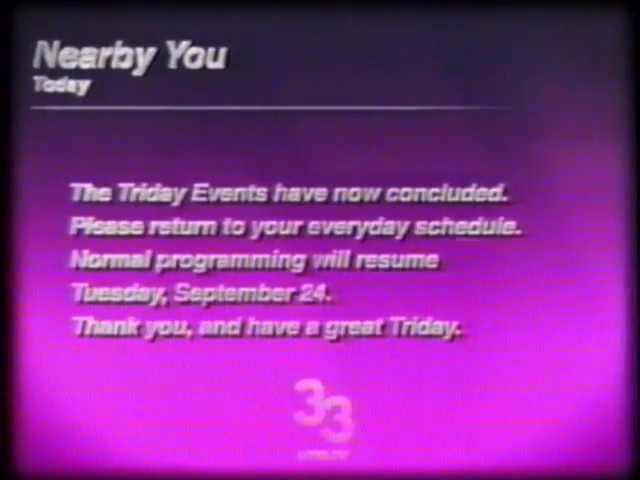 Nearby You
Today
The Triday Events have now concluded.
Please return to your everyday schedule.
Normal programming will resume
Tuesday, September 24.
Thank you, and have a great Triday.
33